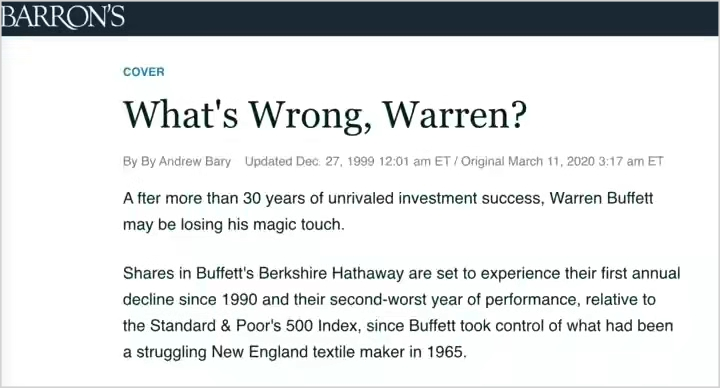 BARRON'S
COVER
What's Wrong, Warren?
By By Andrew Bary Updated Dec. 27, 1999 12:01 am ET / Original March 11, 2020 3:17 am ET
A fter more than 30 years of unrivaled investment success, Warren Buffett
may be losing his magic touch.
Shares in Buffett's Berkshire Hathaway are set to experience their first annual
decline since 1990 and their second-worst year of performance, relative to
the Standard & Poor's 500 Index, since Buffett took control of what had been
a struggling New England textile maker in 1965.